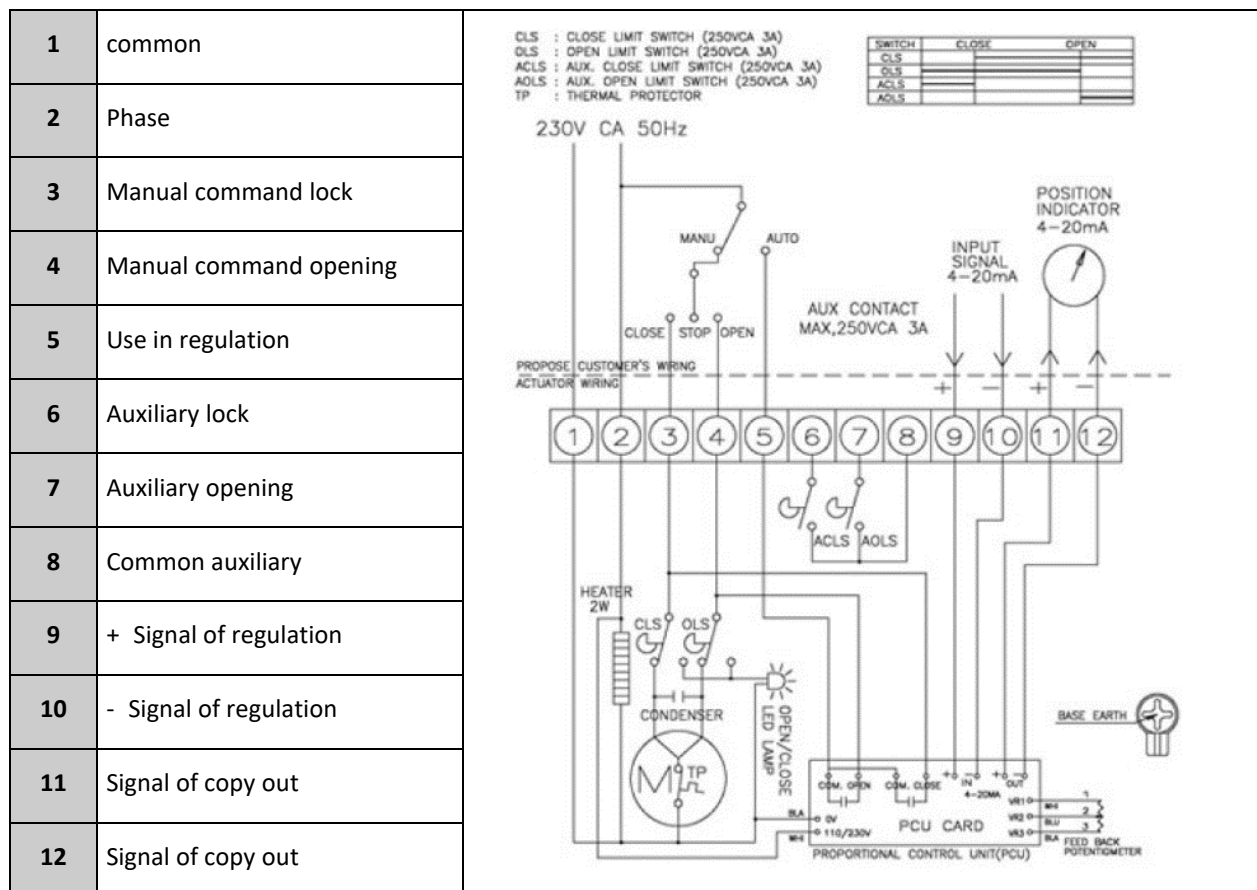 1 common
2 Phase
3 Manual command lock
4 Manual command opening
5 Use in regulation
6 Auxiliary lock
7 Auxiliary opening
8 Common auxiliary
9 + Signal of regulation
10 - Signal of regulation
11 Signal of copy out
12 Signal of copy out
CLS : CLOSE LIMIT SWITCH (250VCA 3A)
OLS : OPEN LIMIT SWITCH (250VCA 3A)
ACLS : AUX. CLOSE LIMIT SWITCH (250VCA 3A)
AOLS : AUX. OPEN LIMIT SWITCH (250VCA 3A)
TP : THERMAL PROTECTOR
SWITCH CLOSE OPEN
CLS
OLS
ACLS
AOLS
230V CA 50Hz
MANU
AUTO
CLOSE STOP OPEN
AUX CONTACT
MAX,250VCA 3A
INPUT
SIGNAL
4-20mA
POSITION
INDICATOR
4-20mA
PROPOSE CUSTOMER'S WIRING
ACTUATOR WIRING
+ - + -
1 2 3 4 5 6 7 8 9 10 11 12
ACLS AOLS
HEATER
2W
CLS OLS
CONDENSER
M TP
OPEN/CLOSE
LED LAMP
BASE EARTH
COM. OPEN COM. CLOSE + IN - + OUT -
4-20MA
BLA 0V
WHI 110/230V
PCU CARD
VR1 WHI 1
VR2 BLU 2
VR3 BLA 3
FEED BACK
POTENTIOMETER
PROPORTIONAL CONTROL UNIT(PCU)